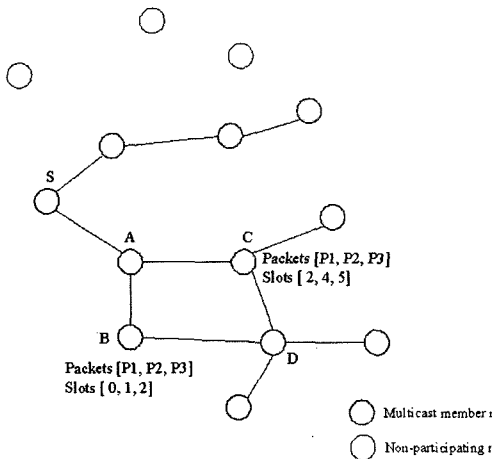 S
A
C
Packets [P1, P2, P3]
Slots [ 2, 4, 5]
B
D
Packets [P1, P2, P3]
Slots [ 0, 1, 2]
Multicast member
Non-participating